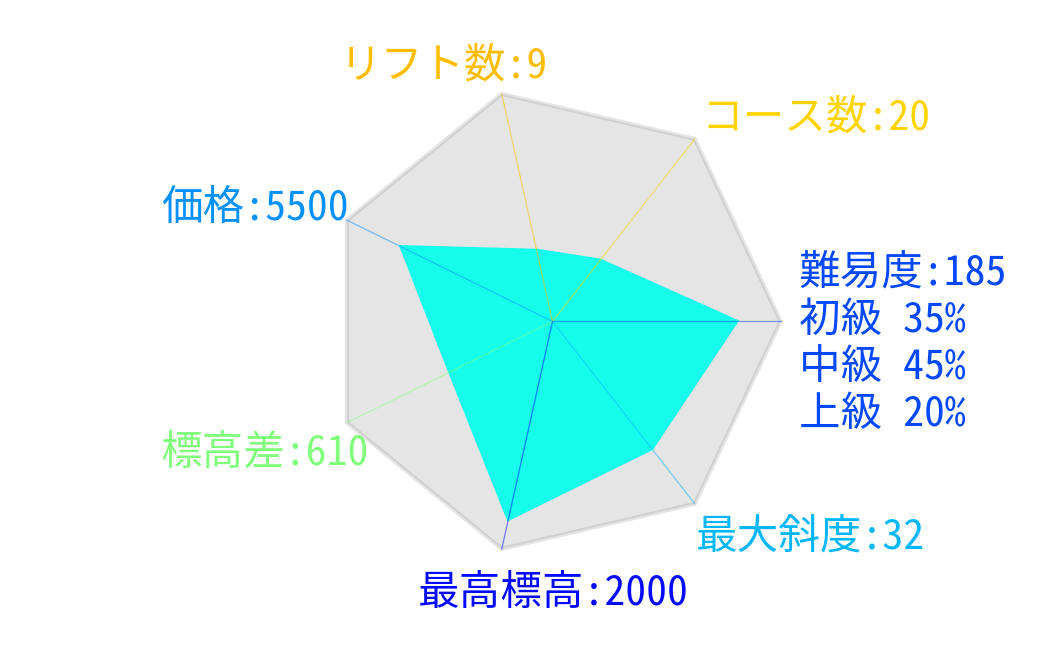 リフト数:9
コース数:20
価格:5500
難易度:185
初級 35%
中級 45%
上級 20%
標高差:610
最大斜度:32
最高標高:2000